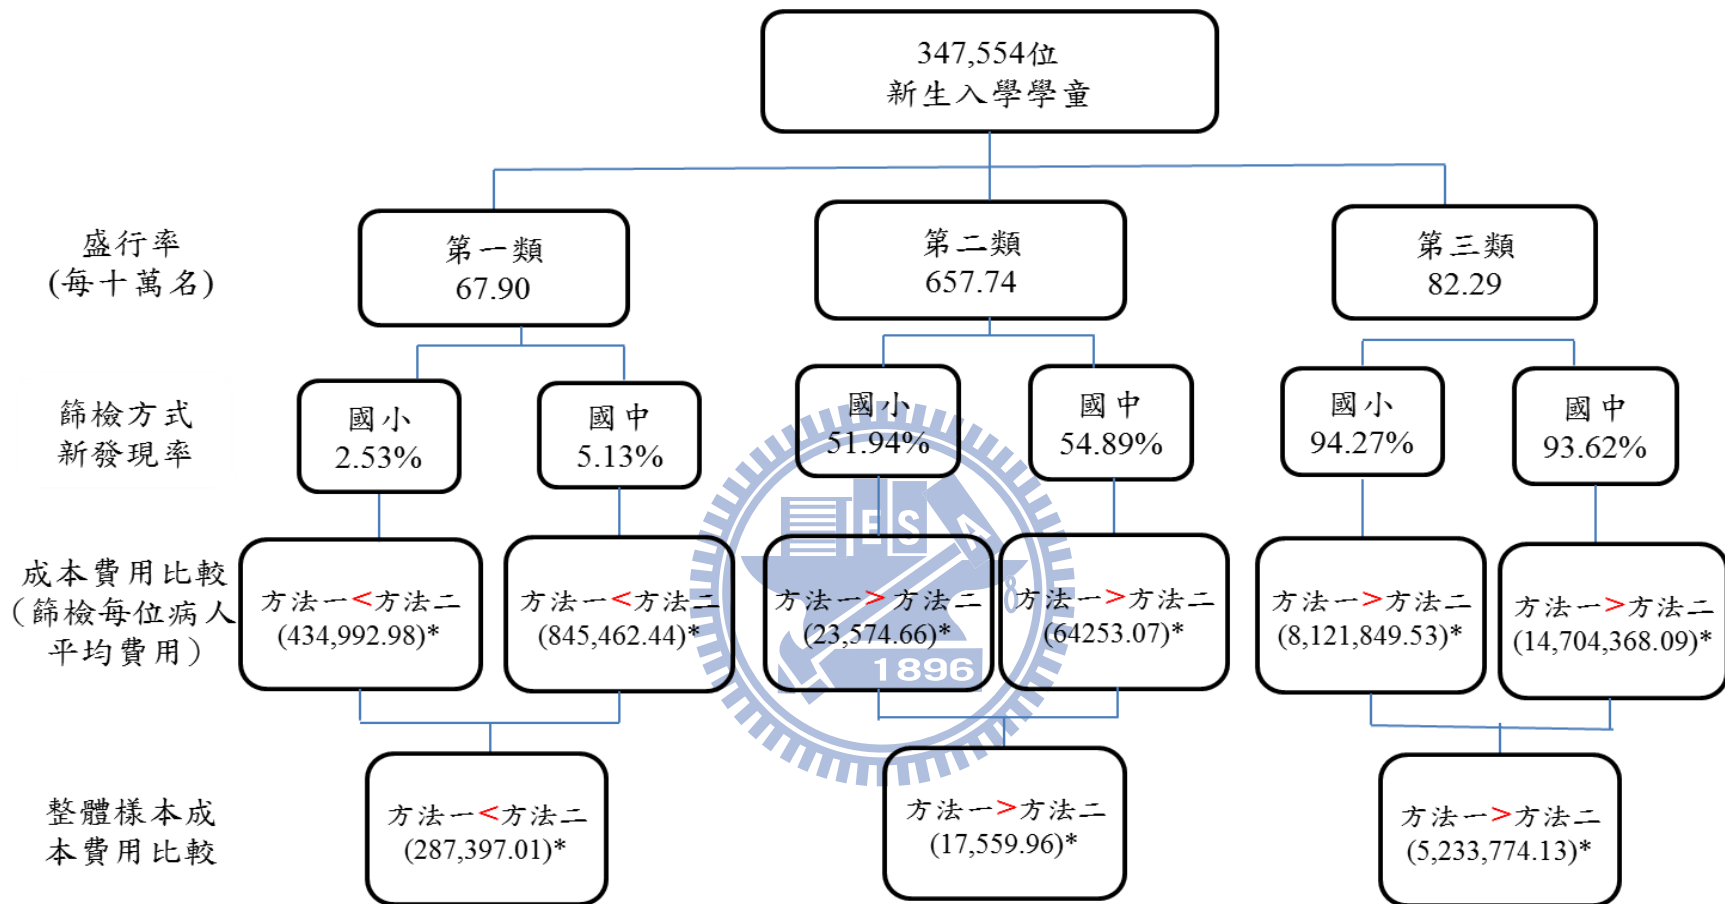 347,554位
新生入學學童
盛行率
(每十萬名)
第一類
67.90
第二類
657.74
第三類
82.29
篩檢方式
新發現率
國小
2.53%
國中
5.13%
國小
51.94%
國中
54.89%
國小
94.27%
國中
93.62%
成本費用比較
(篩檢每位病人
平均費用)
方法一<方法二
(434,992.98)*
方法一<方法二
(845,462.44)*
方法一>方法二
(23,574.66)*
方法一>方法二
(64253.07)*
方法一>方法二
(8,121,849.53)*
方法一>方法二
(14,704,368.09)*
整體樣本成
本費用比較
方法一<方法二
(287,397.01)*
方法一>方法二
(17,559.96)*
方法一>方法二
(5,233,774.13)*
E S A
1896